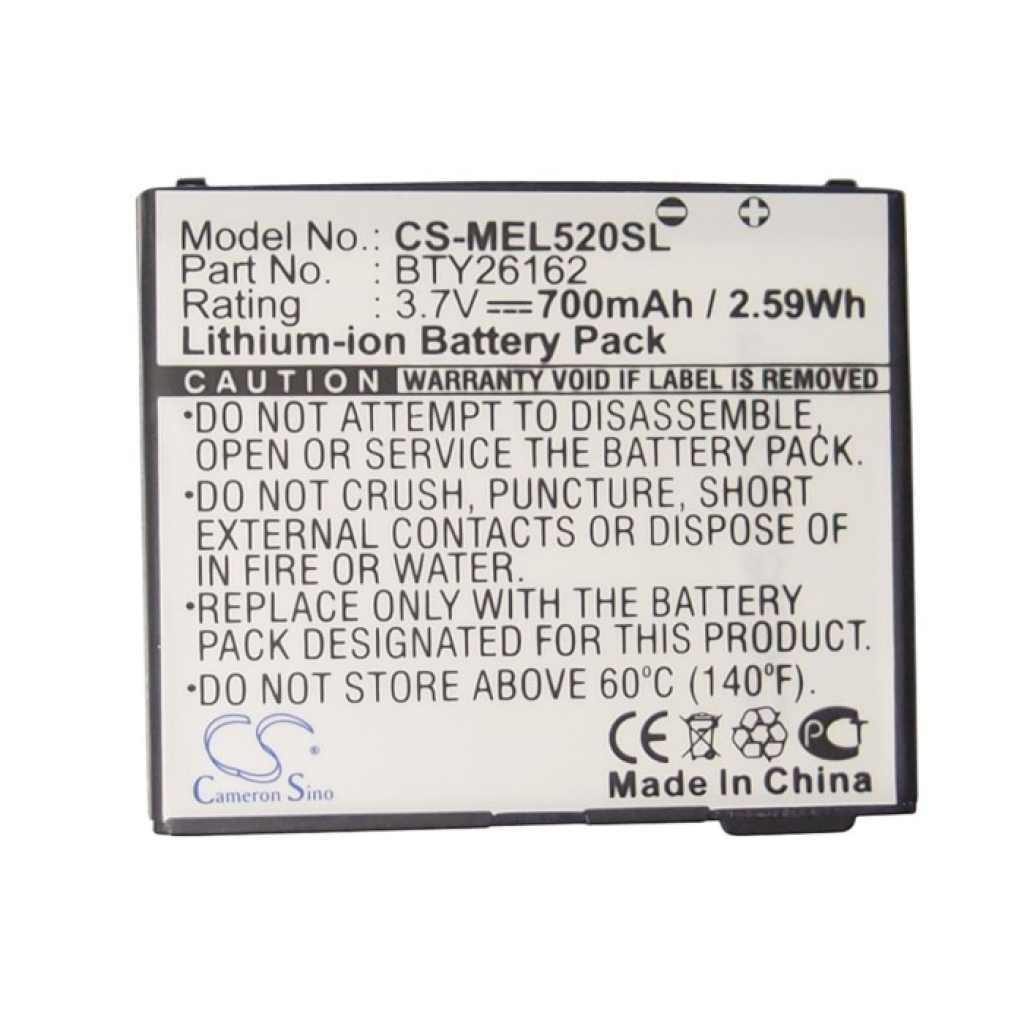 Model No.: CS-MEL520SL
Part No. : BTY26162
Rating : 3.7V 700mAh / 2.59Wh
Lithium-ion Battery Pack
CAUTION WARRANTY VOID IF LABEL IS REMOVED
•DO NOT ATTEMPT TO DISASSEMBLE,
OPEN OR SERVICE THE BATTERY PACK.
•DO NOT CRUSH, PUNCTURE, SHORT
EXTERNAL CONTACTS OR DISPOSE OF
IN FIRE OR WATER.
•REPLACE ONLY WITH THE BATTERY
PACK DESIGNATED FOR THIS PRODUCT.
•DO NOT STORE ABOVE 60°C (140°F).
CS®
Cameron Sino
CE PCT
Made In China